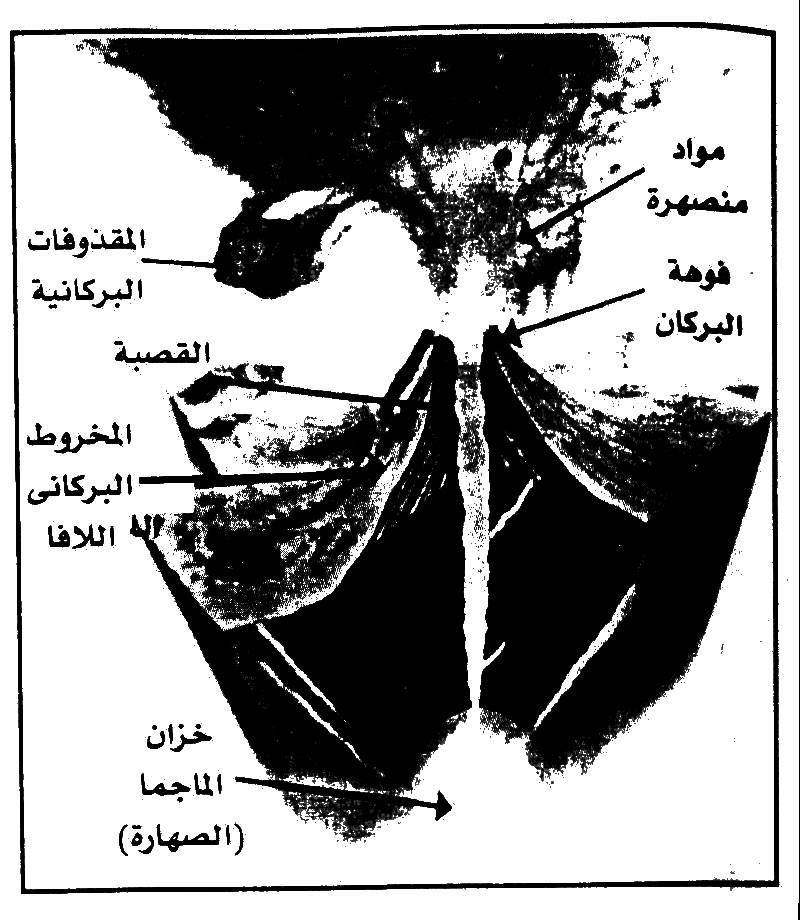 مواد
منصهرة
المقذوفات
البركانية
فوهة
البركان
القصبة
المخروط
البركانى
اللافا
خزان
الماجما
(الصهارة)